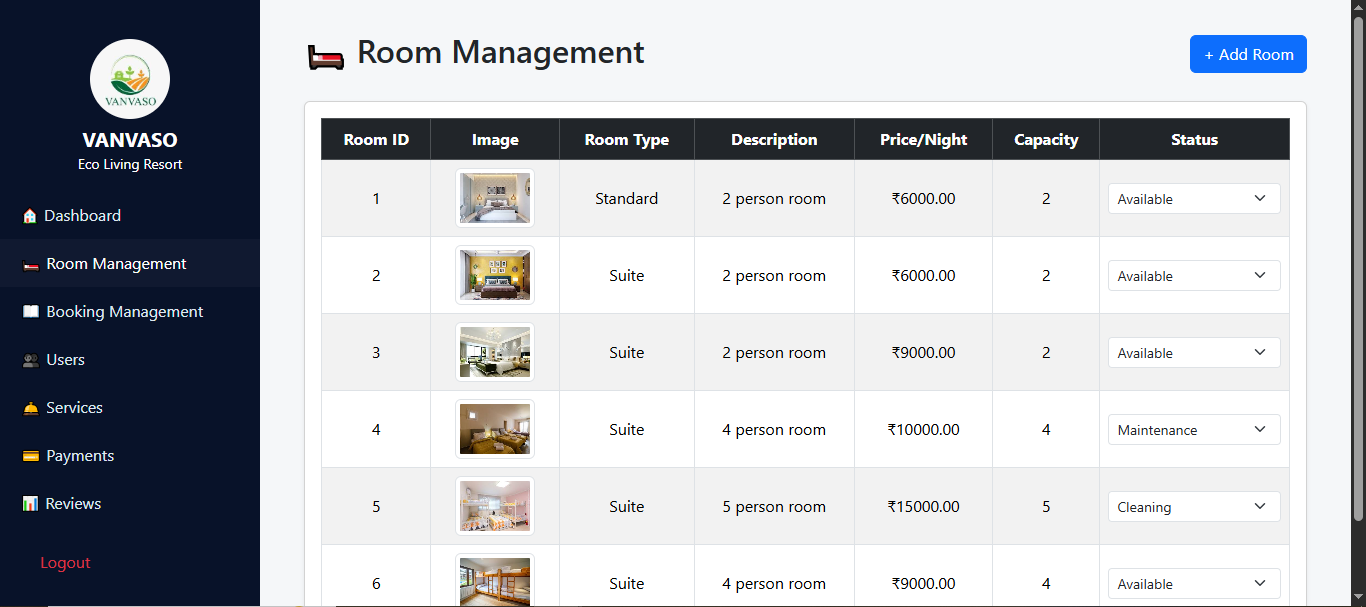 VANVASO
VANVASO
Eco Living Resort
Dashboard
Room Management
Booking Management
Users
Services
Payments
Reviews
Logout
Room Management
+ Add Room
Room ID Image Room Type Description Price/Night Capacity Status
1 Standard 2 person room ₹6000.00 2 Available
2 Suite 2 person room ₹6000.00 2 Available
3 Suite 2 person room ₹9000.00 2 Available
4 Suite 4 person room ₹10000.00 4 Maintenance
5 Suite 5 person room ₹15000.00 5 Cleaning
6 Suite 4 person room ₹9000.00 4 Available